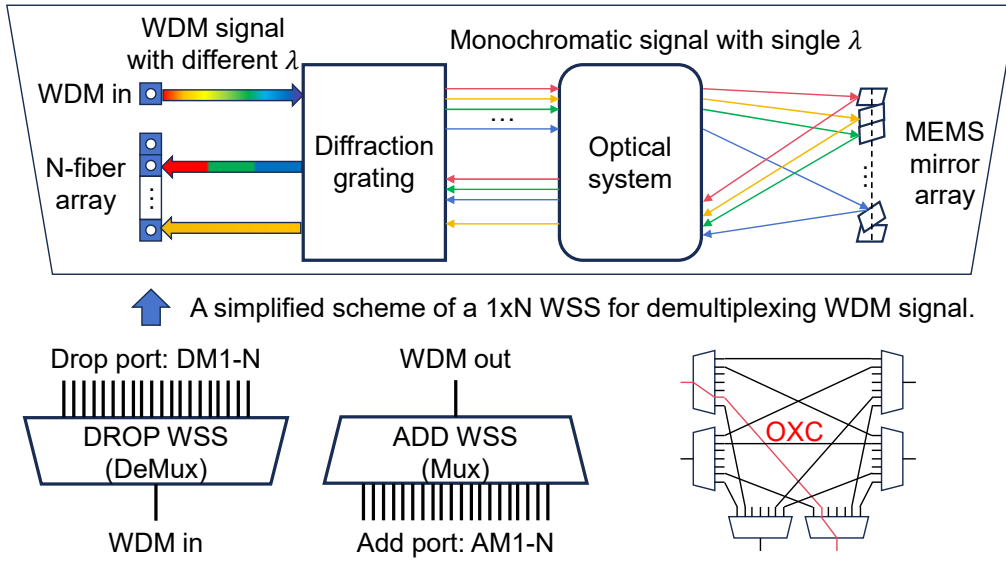 WDM signal
with different λ
Monochromatic signal with single λ
WDM in
N-fiber
array
⋮
Diffraction
grating
...
Optical
system
⋮
MEMS
mirror
array
A simplified scheme of a 1xN WSS for demultiplexing WDM signal.
Drop port: DM1-N
DROP WSS
(DeMux)
WDM in
WDM out
ADD WSS
(Mux)
Add port: AM1-N
OXC